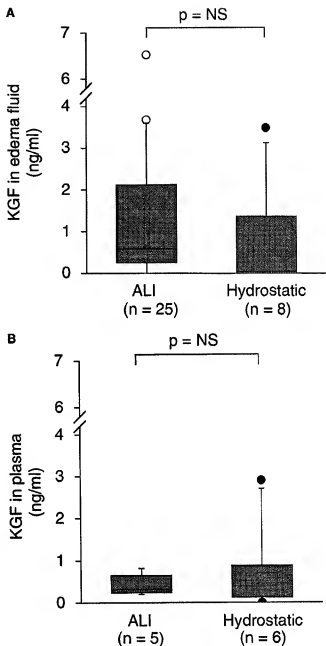 A
p = NS
7
6
4
3
2
1
0
KGF in edema fluid
(ng/ml)
ALI
(n = 25)
Hydrostatic
(n = 8)
B
p = NS
7
6
4
3
2
1
0
KGF in plasma
(ng/ml)
ALI
(n = 5)
Hydrostatic
(n = 6)